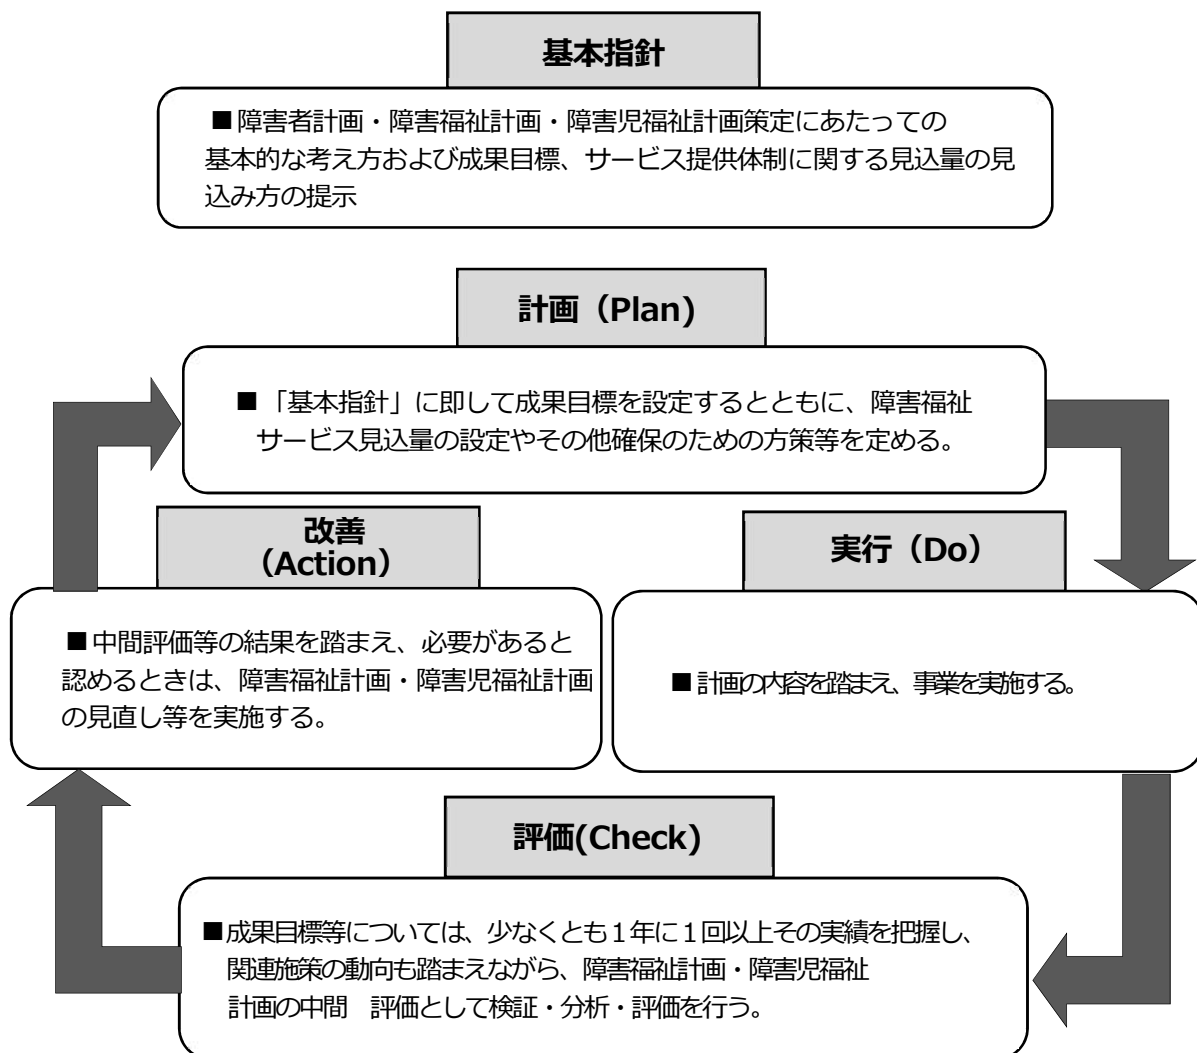 基本指針
■障害者計画・障害福祉計画・障害児福祉計画策定にあたっての
基本的な考え方および成果目標、サービス提供体制に関する見込量の見
込み方の提示
計画（Plan)
■「基本指針」に即して成果目標を設定するとともに、障害福祉
サービス見込量の設定やその他確保のための方策等を定める。
改善
（Action）
■中間評価等の結果を踏まえ、必要があると
認めるときは、障害福祉計画・障害児福祉計画
の見直し等を実施する。
実行（Do）
■計画の内容を踏まえ、事業を実施する。
評価(Check)
■成果目標等については、少なくとも１年に１回以上その実績を把握し、
関連施策の動向も踏まえながら、障害福祉計画・障害児福祉
計画の中間　評価として検証・分析・評価を行う。